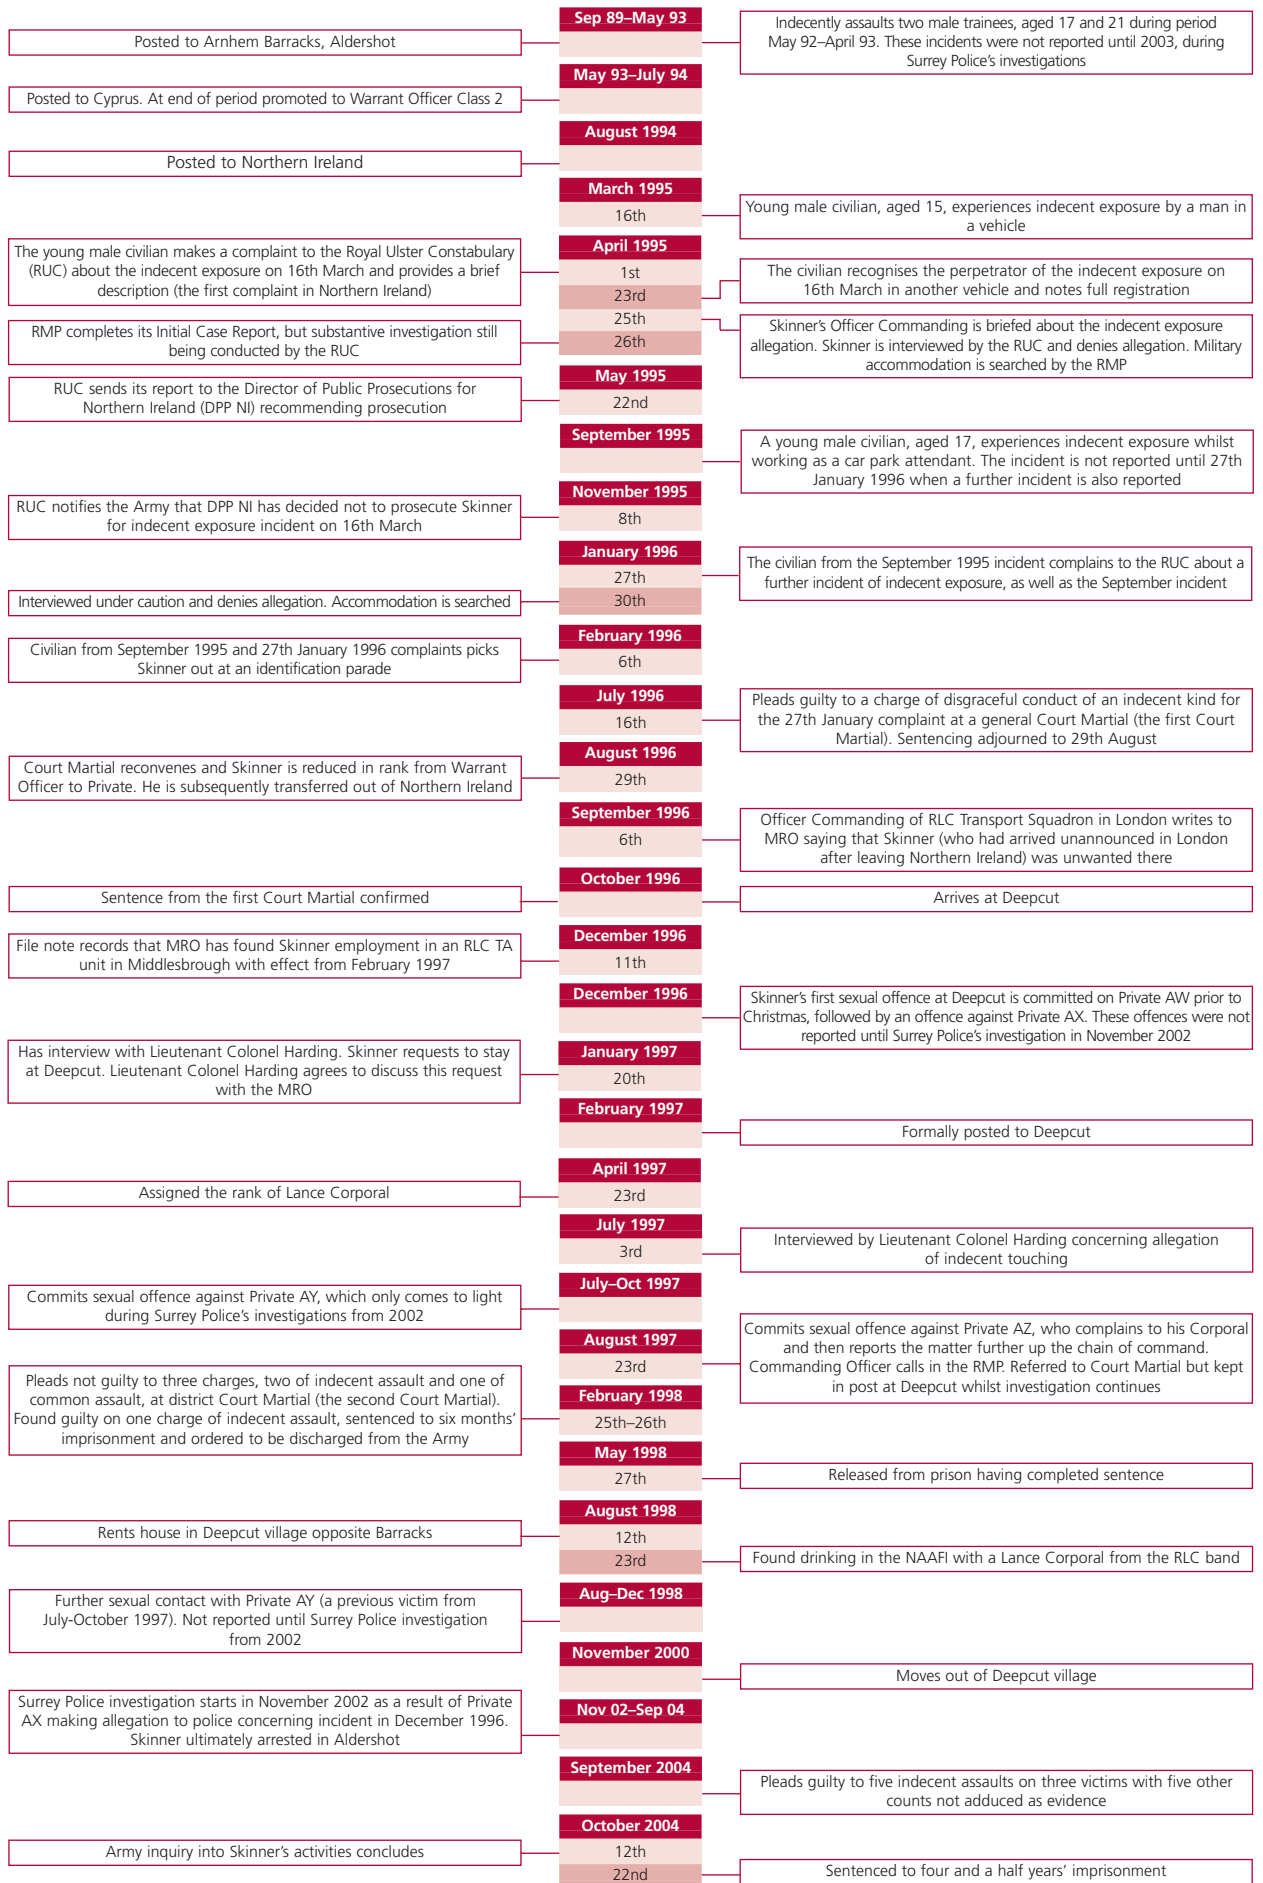 Sep 89–May 93
Posted to Arnhem Barracks, Aldershot
Indecently assaults two male trainees, aged 17 and 21 during period
May 92–April 93. These incidents were not reported until 2003, during
Surrey Police’s investigations
May 93–July 94
Posted to Cyprus. At end of period promoted to Warrant Officer Class 2
August 1994
Posted to Northern Ireland
March 1995
16th
Young male civilian, aged 15, experiences indecent exposure by a man in
a vehicle
April 1995
The young male civilian makes a complaint to the Royal Ulster Constabulary
(RUC) about the indecent exposure on 16th March and provides a brief
description (the first complaint in Northern Ireland)
1st
23rd
The civilian recognises the perpetrator of the indecent exposure on
16th March in another vehicle and notes full registration
25th
Skinner’s Officer Commanding is briefed about the indecent exposure
allegation. Skinner is interviewed by the RUC and denies allegation. Military
accommodation is searched by the RMP
RMP completes its Initial Case Report, but substantive investigation still
being conducted by the RUC
26th
May 1995
RUC sends its report to the Director of Public Prosecutions for
Northern Ireland (DPP NI) recommending prosecution
22nd
September 1995
A young male civilian, aged 17, experiences indecent exposure whilst
working as a car park attendant. The incident is not reported until 27th
January 1996 when a further incident is also reported
November 1995
RUC notifies the Army that DPP NI has decided not to prosecute Skinner
for indecent exposure incident on 16th March
8th
January 1996
27th
The civilian from the September 1995 incident complains to the RUC about a
further incident of indecent exposure, as well as the September incident
Interviewed under caution and denies allegation. Accommodation is searched
30th
February 1996
Civilian from September 1995 and 27th January 1996 complaints picks
Skinner out at an identification parade
6th
July 1996
16th
Pleads guilty to a charge of disgraceful conduct of an indecent kind for
the 27th January complaint at a general Court Martial (the first Court
Martial). Sentencing adjourned to 29th August
August 1996
Court Martial reconvenes and Skinner is reduced in rank from Warrant
Officer to Private. He is subsequently transferred out of Northern Ireland
29th
September 1996
6th
Officer Commanding of RLC Transport Squadron in London writes to
MRO saying that Skinner (who had arrived unannounced in London
after leaving Northern Ireland) was unwanted there
October 1996
Sentence from the first Court Martial confirmed
Arrives at Deepcut
December 1996
File note records that MRO has found Skinner employment in an RLC TA
unit in Middlesbrough with effect from February 1997
11th
December 1996
Skinner’s first sexual offence at Deepcut is committed on Private AW prior to
Christmas, followed by an offence against Private AX. These offences were not
reported until Surrey Police’s investigation in November 2002
January 1997
Has interview with Lieutenant Colonel Harding. Skinner requests to stay
at Deepcut. Lieutenant Colonel Harding agrees to discuss this request
with the MRO
20th
February 1997
Formally posted to Deepcut
April 1997
Assigned the rank of Lance Corporal
23rd
July 1997
3rd
Interviewed by Lieutenant Colonel Harding concerning allegation
of indecent touching
July–Oct 1997
Commits sexual offence against Private AY, which only comes to light
during Surrey Police’s investigations from 2002
August 1997
23rd
Commits sexual offence against Private AZ, who complains to his Corporal
and then reports the matter further up the chain of command.
Commanding Officer calls in the RMP. Referred to Court Martial but kept
in post at Deepcut whilst investigation continues
February 1998
Pleads not guilty to three charges, two of indecent assault and one of
common assault, at district Court Martial (the second Court Martial).
Found guilty on one charge of indecent assault, sentenced to six months’
imprisonment and ordered to be discharged from the Army
25th–26th
May 1998
27th
Released from prison having completed sentence
August 1998
Rents house in Deepcut village opposite Barracks
12th
23rd
Found drinking in the NAAFI with a Lance Corporal from the RLC band
Aug–Dec 1998
Further sexual contact with Private AY (a previous victim from
July-October 1997). Not reported until Surrey Police investigation
from 2002
November 2000
Moves out of Deepcut village
Nov 02–Sep 04
Surrey Police investigation starts in November 2002 as a result of Private
AX making allegation to police concerning incident in December 1996.
Skinner ultimately arrested in Aldershot
September 2004
Pleads guilty to five indecent assaults on three victims with five other
counts not adduced as evidence
October 2004
Army inquiry into Skinner’s activities concludes
12th
22nd
Sentenced to four and a half years’ imprisonment